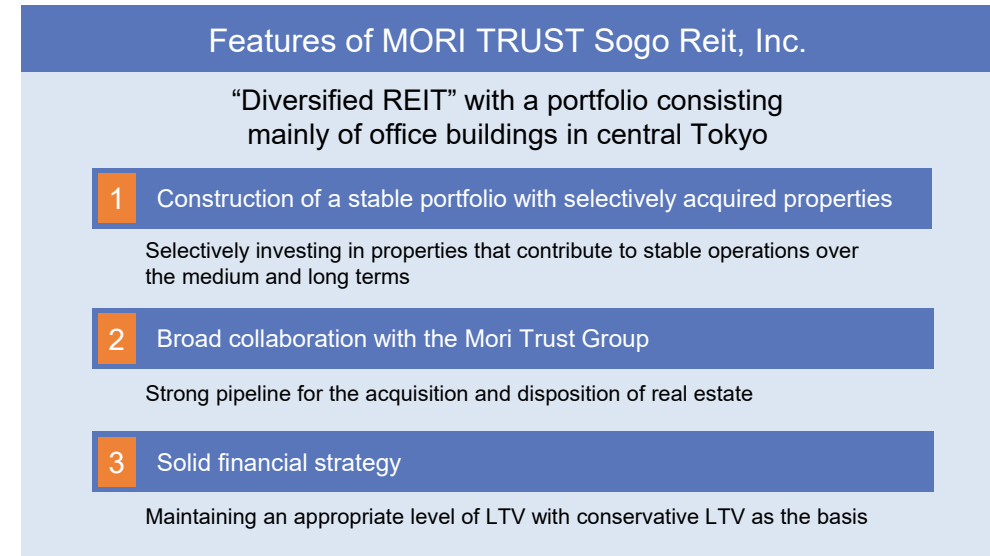 Features of MORI TRUST Sogo Reit, Inc.
“Diversified REIT” with a portfolio consisting
mainly of office buildings in central Tokyo
1 Construction of a stable portfolio with selectively acquired properties
Selectively investing in properties that contribute to stable operations over
the medium and long terms
2 Broad collaboration with the Mori Trust Group
Strong pipeline for the acquisition and disposition of real estate
3 Solid financial strategy
Maintaining an appropriate level of LTV with conservative LTV as the basis